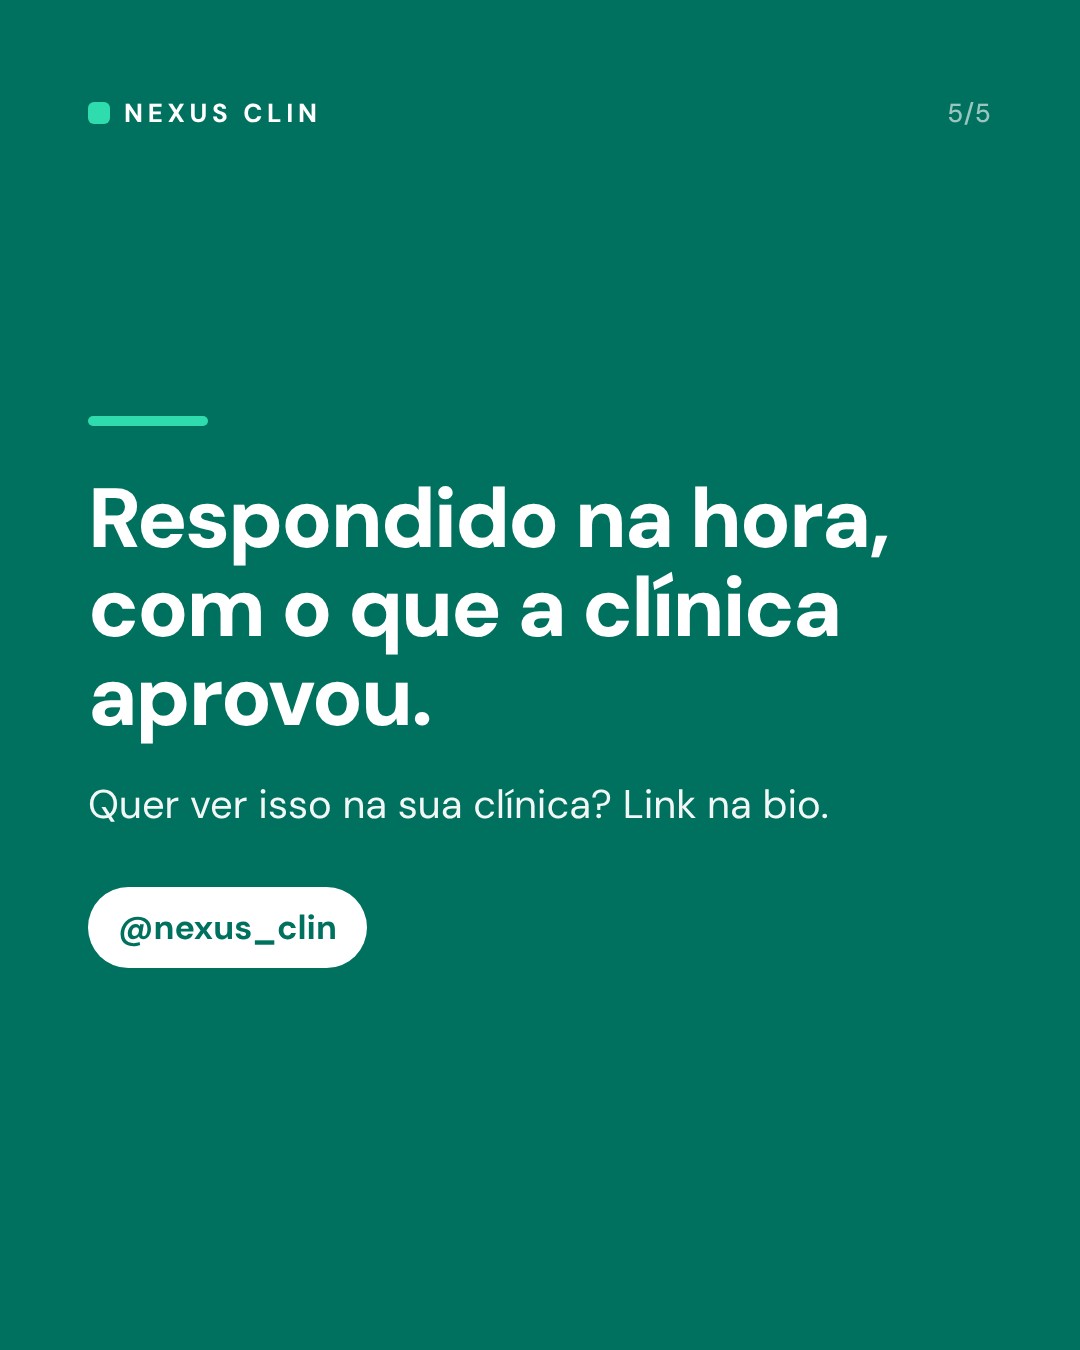 NEXUS CLIN
5/5
Respondido na hora,
com o que a clínica
aprovou.
Quer ver isso na sua clínica? Link na bio.
@nexus_clin